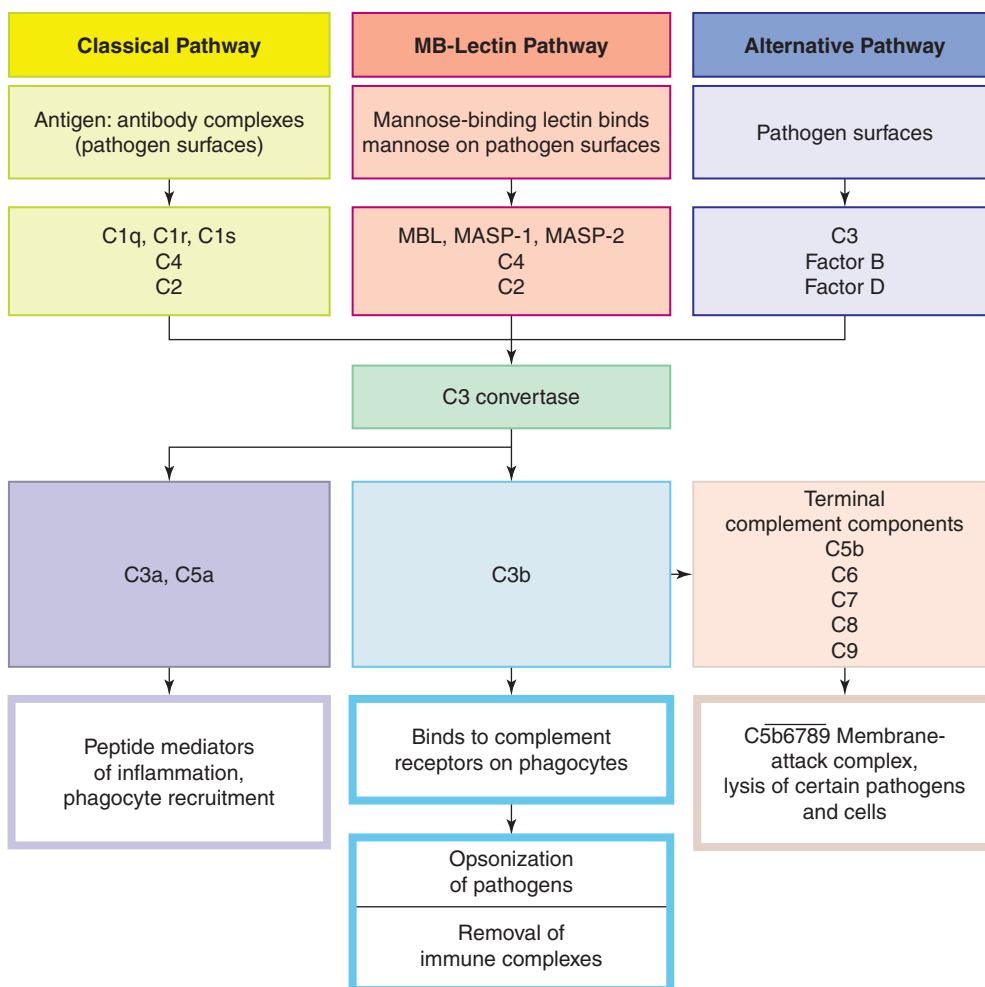 Classical Pathway
MB-Lectin Pathway
Alternative Pathway
Antigen: antibody complexes
(pathogen surfaces)
Mannose-binding lectin binds
mannose on pathogen surfaces
Pathogen surfaces
C1q, C1r, C1s
C4
C2
MBL, MASP-1, MASP-2
C4
C2
C3
Factor B
Factor D
C3 convertase
C3a, C5a
C3b
Terminal
complement components
C5b
C6
C7
C8
C9
Peptide mediators
of inflammation,
phagocyte recruitment
Binds to complement
receptors on phagocytes
C5b6789 Membrane-
attack complex,
lysis of certain pathogens
and cells
Opsonization
of pathogens
Removal of
immune complexes